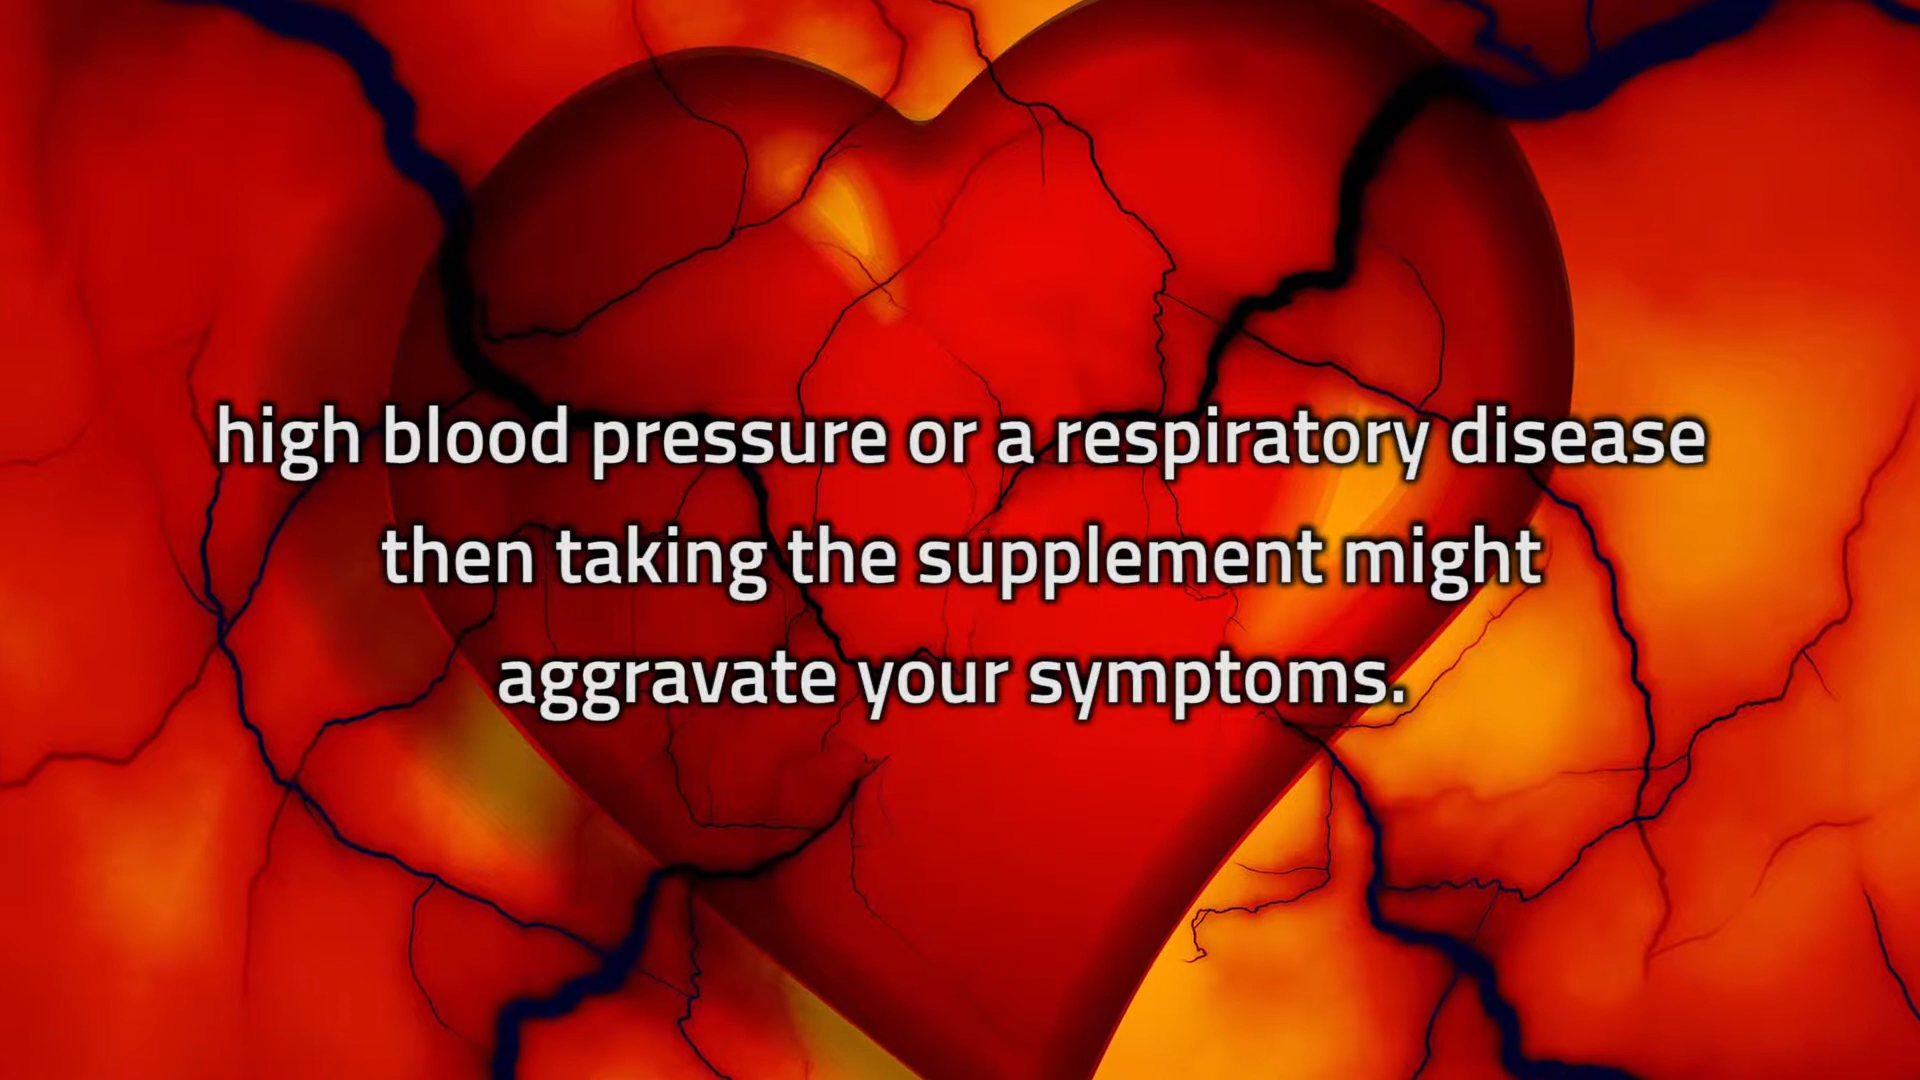 high blood pressure or a respiratory disease
then taking the supplement might
aggravate your symptoms.